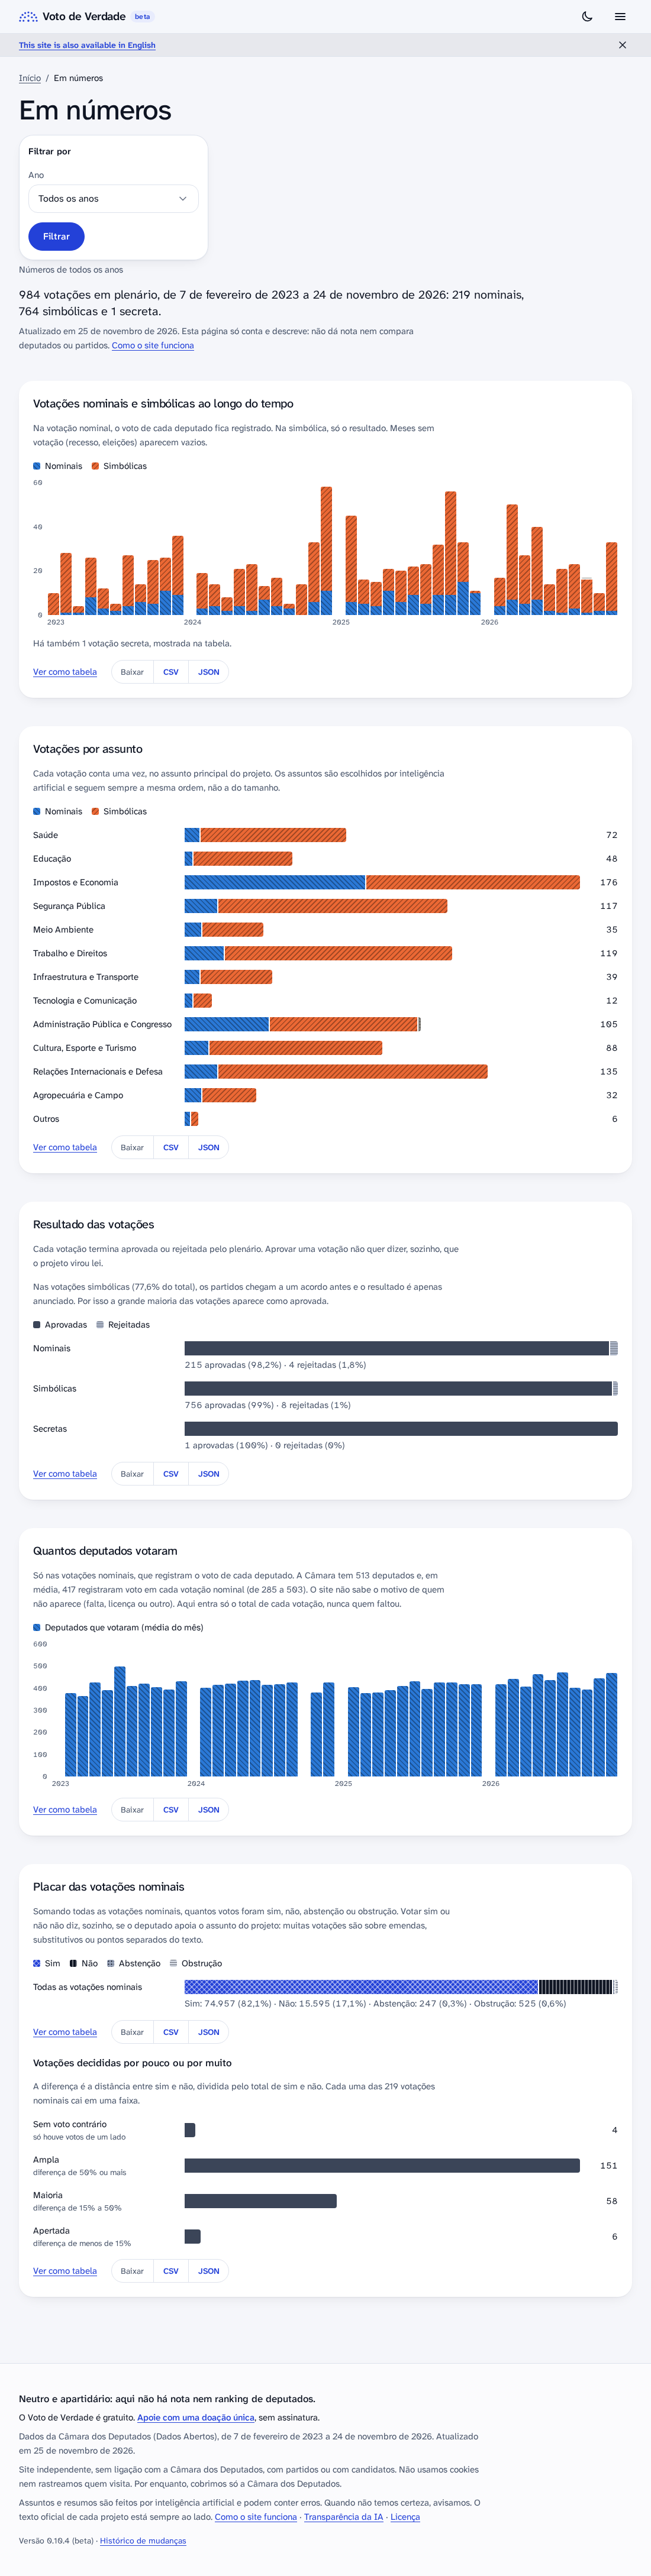 Voto de Verdade beta
This site is also available in English
Início / Em números
Em números
Filtrar por
Ano
Todos os anos
Filtrar
Números de todos os anos
984 votações em plenário, de 7 de fevereiro de 2023 a 24 de novembro de 2026: 219 nominais,
764 simbólicas e 1 secreta.
Atualizado em 25 de novembro de 2026. Esta página só conta e descreve: não dá nota nem compara
deputados ou partidos. Como o site funciona
Votações nominais e simbólicas ao longo do tempo
Na votação nominal, o voto de cada deputado fica registrado. Na simbólica, só o resultado. Meses sem
votação (recesso, eleições) aparecem vazios.
Nominais Simbólicas
60
40
20
0
2023 2024 2025 2026
Há também 1 votação secreta, mostrada na tabela.
Ver como tabela Baixar CSV JSON
Votações por assunto
Cada votação conta uma vez, no assunto principal do projeto. Os assuntos são escolhidos por inteligência
artificial e seguem sempre a mesma ordem, não a do tamanho.
Nominais Simbólicas
Saúde 72
Educação 48
Impostos e Economia 176
Segurança Pública 117
Meio Ambiente 35
Trabalho e Direitos 119
Infraestrutura e Transporte 39
Tecnologia e Comunicação 12
Administração Pública e Congresso 105
Cultura, Esporte e Turismo 88
Relações Internacionais e Defesa 135
Agropecuária e Campo 32
Outros 6
Ver como tabela Baixar CSV JSON
Resultado das votações
Cada votação termina aprovada ou rejeitada pelo plenário. Aprovar uma votação não quer dizer, sozinho, que
o projeto virou lei.
Nas votações simbólicas (77,6% do total), os partidos chegam a um acordo antes e o resultado é apenas
anunciado. Por isso a grande maioria das votações aparece como aprovada.
Aprovadas Rejeitadas
Nominais
215 aprovadas (98,2%) · 4 rejeitadas (1,8%)
Simbólicas
756 aprovadas (99%) · 8 rejeitadas (1%)
Secretas
1 aprovadas (100%) · 0 rejeitadas (0%)
Ver como tabela Baixar CSV JSON
Quantos deputados votaram
Só nas votações nominais, que registram o voto de cada deputado. A Câmara tem 513 deputados e, em
média, 417 registraram voto em cada votação nominal (de 285 a 503). O site não sabe o motivo de quem
não aparece (falta, licença ou outro). Aqui entra só o total de cada votação, nunca quem faltou.
Deputados que votaram (média do mês)
600
500
400
300
200
100
0
2023 2024 2025 2026
Ver como tabela Baixar CSV JSON
Placar das votações nominais
Somando todas as votações nominais, quantos votos foram sim, não, abstenção ou obstrução. Votar sim ou
não não diz, sozinho, se o deputado apoia o assunto do projeto: muitas votações são sobre emendas,
substitutivos ou pontos separados do texto.
Sim Não Abstenção Obstrução
Todas as votações nominais
Sim: 74.957 (82,1%) · Não: 15.595 (17,1%) · Abstenção: 247 (0,3%) · Obstrução: 525 (0,6%)
Ver como tabela Baixar CSV JSON
Votações decididas por pouco ou por muito
A diferença é a distância entre sim e não, dividida pelo total de sim e não. Cada uma das 219 votações
nominais cai em uma faixa.
Sem voto contrário
só houve votos de um lado 4
Ampla
diferença de 50% ou mais 151
Maioria
diferença de 15% a 50% 58
Apertada
diferença de menos de 15% 6
Ver como tabela Baixar CSV JSON
Neutro e apartidário: aqui não há nota nem ranking de deputados.
O Voto de Verdade é gratuito. Apoie com uma doação única, sem assinatura.
Dados da Câmara dos Deputados (Dados Abertos), de 7 de fevereiro de 2023 a 24 de novembro de 2026. Atualizado
em 25 de novembro de 2026.
Site independente, sem ligação com a Câmara dos Deputados, com partidos ou com candidatos. Não usamos cookies
nem rastreamos quem visita. Por enquanto, cobrimos só a Câmara dos Deputados.
Assuntos e resumos são feitos por inteligência artificial e podem conter erros. Quando não temos certeza, avisamos. O
texto oficial de cada projeto está sempre ao lado. Como o site funciona · Transparência da IA · Licença
Versão 0.10.4 (beta) · Histórico de mudanças